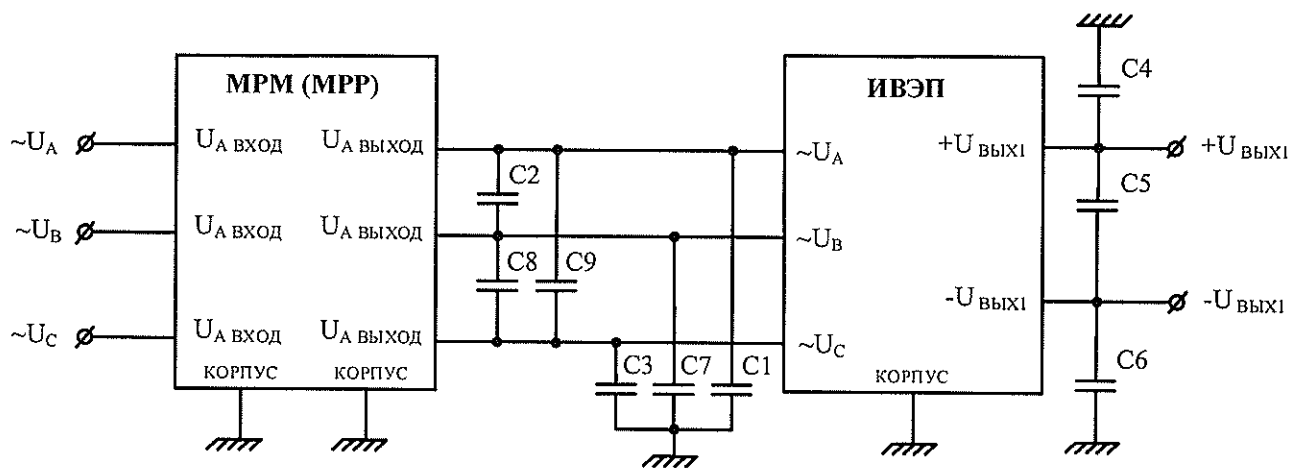 МРМ (МРР)
ИВЭП
C4
~UA
UA ВХОД
UA ВЫХОД
~UA
+UВЫХ1
+UВЫХ1
C2
C5
~UB
UA ВХОД
UA ВЫХОД
~UB
C8
C9
-UВЫХ1
-UВЫХ1
~UC
UA ВХОД
UA ВЫХОД
~UC
C3
C7
C1
C6
КОРПУС
КОРПУС
КОРПУС